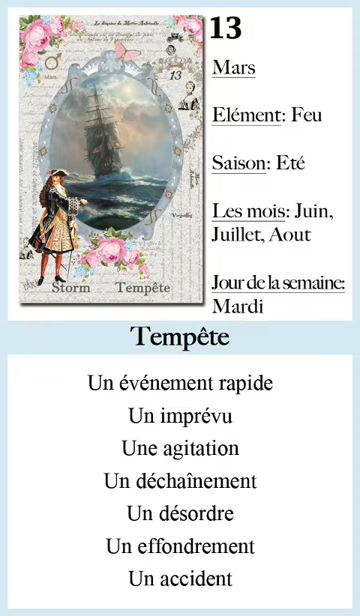 13
Mars
Elément: Feu
Saison: Eté
Les mois: Juin,
Juillet, Aout
Jour de la semaine:
Mardi
13
Versailles
Storm Tempête
Tempête
Un événement rapide
Un imprévu
Une agitation
Un déchaînement
Un désordre
Un effondrement
Un accident